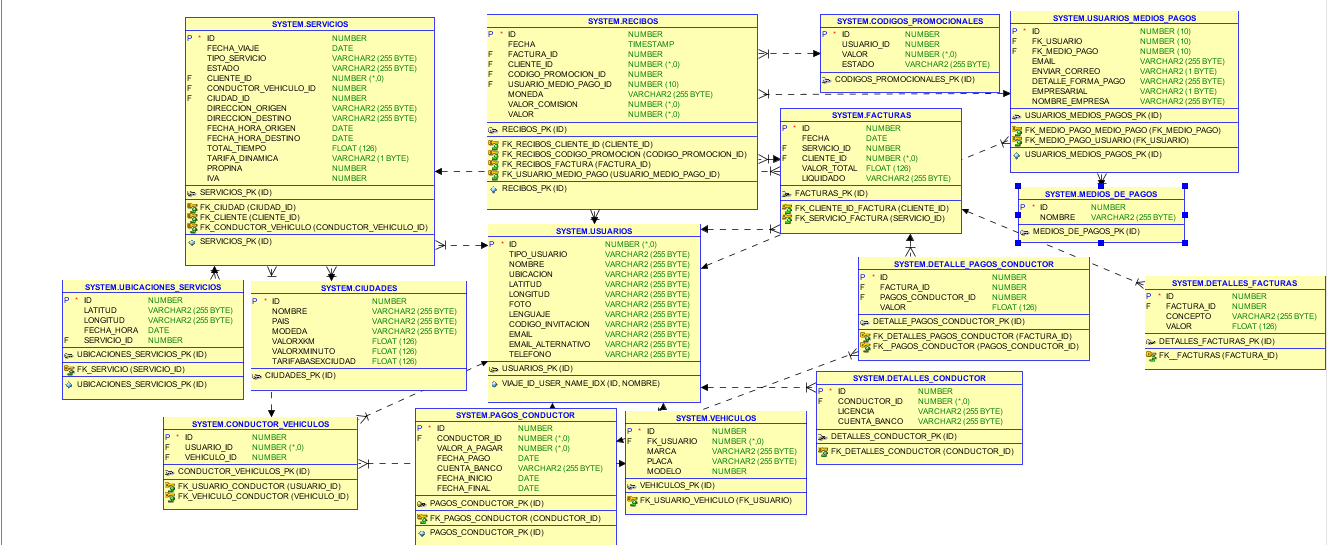 SYSTEM.SERVICIOS
P * ID NUMBER
FECHA_VIAJE DATE
TIPO_SERVICIO VARCHAR2 (255 BYTE)
ESTADO VARCHAR2 (255 BYTE)
F CLIENTE_ID NUMBER (*,0)
F CONDUCTOR_VEHICULO_ID NUMBER
F CIUDAD_ID NUMBER
DIRECCION_ORIGEN VARCHAR2 (255 BYTE)
DIRECCION_DESTINO VARCHAR2 (255 BYTE)
FECHA_HORA_ORIGEN DATE
FECHA_HORA_DESTINO DATE
TOTAL_TIEMPO FLOAT (126)
TARIFA_DINAMICA VARCHAR2 (1 BYTE)
PROPINA NUMBER
IVA NUMBER
SERVICIOS_PK (ID)
FK_CIUDAD (CIUDAD_ID)
FK_CLIENTE (CLIENTE_ID)
FK_CONDUCTOR_VEHICULO (CONDUCTOR_VEHICULO_ID)
SERVICIOS_PK (ID)
SYSTEM.RECIBOS
P * ID NUMBER
FECHA TIMESTAMP
F FACTURA_ID NUMBER
F CLIENTE_ID NUMBER (*,0)
F CODIGO_PROMOCION_ID NUMBER
F USUARIO_MEDIO_PAGO_ID NUMBER (10)
MONEDA VARCHAR2 (255 BYTE)
VALOR_COMISION NUMBER (*,0)
VALOR NUMBER (*,0)
RECIBOS_PK (ID)
FK_RECIBOS_CLIENTE_ID (CLIENTE_ID)
FK_RECIBOS_CODIGO_PROMOCION (CODIGO_PROMOCION_ID)
FK_RECIBOS_FACTURA (FACTURA_ID)
FK_USUARIO_MEDIO_PAGO (USUARIO_MEDIO_PAGO_ID)
RECIBOS_PK (ID)
SYSTEM.CODIGOS_PROMOCIONALES
P * ID NUMBER
USUARIO_ID NUMBER
VALOR NUMBER (*,0)
ESTADO VARCHAR2 (255 BYTE)
CODIGOS_PROMOCIONALES_PK (ID)
SYSTEM.USUARIOS_MEDIOS_PAGOS
P * ID NUMBER (10)
F FK_USUARIO NUMBER (10)
F FK_MEDIO_PAGO NUMBER (10)
EMAIL VARCHAR2 (255 BYTE)
ENVIAR_CORREO VARCHAR2 (1 BYTE)
DETALLE_FORMA_PAGO VARCHAR2 (255 BYTE)
EMPRESARIAL VARCHAR2 (1 BYTE)
NOMBRE_EMPRESA VARCHAR2 (255 BYTE)
USUARIOS_MEDIOS_PAGOS_PK (ID)
FK_MEDIO_PAGO_MEDIO_PAGO (FK_MEDIO_PAGO)
FK_MEDIO_PAGO_USUARIO (FK_USUARIO)
USUARIOS_MEDIOS_PAGOS_PK (ID)
SYSTEM.FACTURAS
P * ID NUMBER
FECHA DATE
F SERVICIO_ID NUMBER
F CLIENTE_ID NUMBER (*,0)
VALOR_TOTAL FLOAT (126)
LIQUIDADO VARCHAR2 (255 BYTE)
FACTURAS_PK (ID)
FK_CLIENTE_ID_FACTURA (CLIENTE_ID)
FK_SERVICIO_FACTURA (SERVICIO_ID)
SYSTEM.MEDIOS_DE_PAGOS
P * ID NUMBER
NOMBRE VARCHAR2 (255 BYTE)
MEDIOS_DE_PAGOS_PK (ID)
SYSTEM.USUARIOS
P * ID NUMBER (*,0)
TIPO_USUARIO VARCHAR2 (255 BYTE)
NOMBRE VARCHAR2 (255 BYTE)
UBICACION VARCHAR2 (255 BYTE)
LATITUD VARCHAR2 (255 BYTE)
LONGITUD VARCHAR2 (255 BYTE)
FOTO VARCHAR2 (255 BYTE)
LENGUAJE VARCHAR2 (255 BYTE)
CODIGO_INVITACION VARCHAR2 (255 BYTE)
EMAIL VARCHAR2 (255 BYTE)
EMAIL_ALTERNATIVO VARCHAR2 (255 BYTE)
TELEFONO VARCHAR2 (255 BYTE)
USUARIOS_PK (ID)
VIAJE_ID_USER_NAME_IDX (ID, NOMBRE)
SYSTEM.DETALLE_PAGOS_CONDUCTOR
P * ID NUMBER
F FACTURA_ID NUMBER
F PAGOS_CONDUCTOR_ID NUMBER
VALOR FLOAT (126)
DETALLE_PAGOS_CONDUCTOR_PK (ID)
FK_DETALLES_PAGOS_CONDUCTOR (FACTURA_ID)
FK__PAGOS_CONDUCTOR (PAGOS_CONDUCTOR_ID)
SYSTEM.DETALLES_FACTURAS
P * ID NUMBER
F FACTURA_ID NUMBER
CONCEPTO VARCHAR2 (255 BYTE)
VALOR FLOAT (126)
DETALLES_FACTURAS_PK (ID)
FK__FACTURAS (FACTURA_ID)
SYSTEM.UBICACIONES_SERVICIOS
P * ID NUMBER
LATITUD VARCHAR2 (255 BYTE)
LONGITUD VARCHAR2 (255 BYTE)
FECHA_HORA DATE
F SERVICIO_ID NUMBER
UBICACIONES_SERVICIOS_PK (ID)
FK_SERVICIO (SERVICIO_ID)
UBICACIONES_SERVICIOS_PK (ID)
SYSTEM.CIUDADES
P * ID NUMBER
NOMBRE VARCHAR2 (255 BYTE)
PAIS VARCHAR2 (255 BYTE)
MODEDA VARCHAR2 (255 BYTE)
VALORXKM FLOAT (126)
VALORXMINUTO FLOAT (126)
TARIFABASEXCIUDAD FLOAT (126)
CIUDADES_PK (ID)
SYSTEM.DETALLES_CONDUCTOR
P * ID NUMBER
F CONDUCTOR_ID NUMBER (*,0)
LICENCIA VARCHAR2 (255 BYTE)
CUENTA_BANCO VARCHAR2 (255 BYTE)
DETALLES_CONDUCTOR_PK (ID)
FK_DETALLES_CONDUCTOR (CONDUCTOR_ID)
SYSTEM.CONDUCTOR_VEHICULOS
P * ID NUMBER
F USUARIO_ID NUMBER (*,0)
F VEHICULO_ID NUMBER
CONDUCTOR_VEHICULOS_PK (ID)
FK_USUARIO_CONDUCTOR (USUARIO_ID)
FK_VEHICULO_CONDUCTOR (VEHICULO_ID)
SYSTEM.PAGOS_CONDUCTOR
P * ID NUMBER
F CONDUCTOR_ID NUMBER (*,0)
VALOR_A_PAGAR NUMBER (*,0)
FECHA_PAGO DATE
CUENTA_BANCO VARCHAR2 (255 BYTE)
FECHA_INICIO DATE
FECHA_FINAL DATE
PAGOS_CONDUCTOR_PK (ID)
FK_PAGOS_CONDUCTOR (CONDUCTOR_ID)
PAGOS_CONDUCTOR_PK (ID)
SYSTEM.VEHICULOS
P * ID NUMBER
F FK_USUARIO NUMBER (*,0)
MARCA VARCHAR2 (255 BYTE)
PLACA VARCHAR2 (255 BYTE)
MODELO NUMBER
VEHICULOS_PK (ID)
FK_USUARIO_VEHICULO (FK_USUARIO)